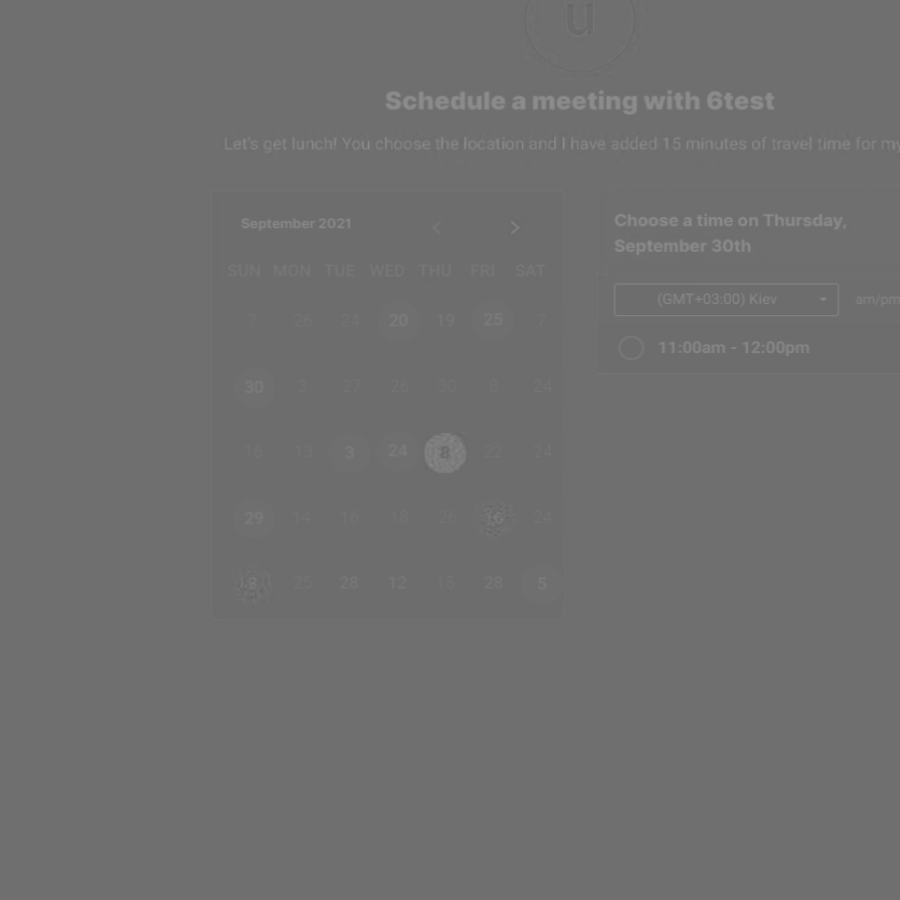 u
Schedule a meeting with 6test
Let's get lunch! You choose the location and I have added 15 minutes of travel time for my
September 2021
SUN MON TUE WED THU FRI SAT
7 26 24 20 19 25 7
30 3 27 26 30 8 24
16 13 3 24 8 22 24
29 14 16 18 26 16 24
18 25 28 12 15 28 5
Choose a time on Thursday,
September 30th
(GMT+03:00) Kiev am/pm
11:00am - 12:00pm